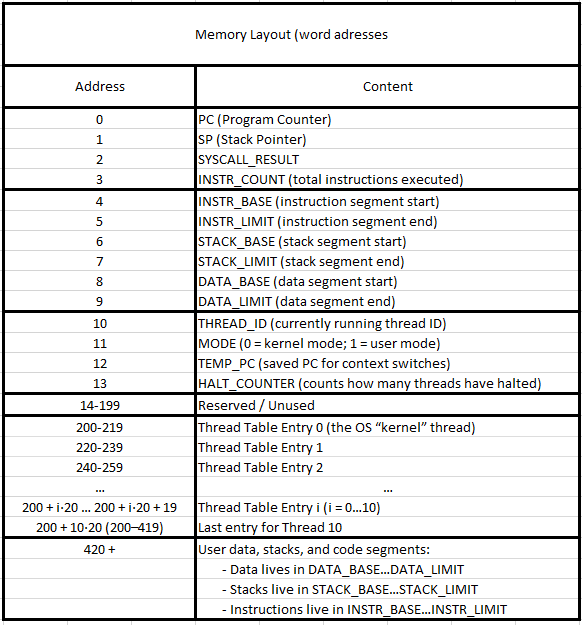 Memory Layout (word adresses
Address Content
0 PC (Program Counter)
1 SP (Stack Pointer)
2 SYSCALL_RESULT
3 INSTR_COUNT (total instructions executed)
4 INSTR_BASE (instruction segment start)
5 INSTR_LIMIT (instruction segment end)
6 STACK_BASE (stack segment start)
7 STACK_LIMIT (stack segment end)
8 DATA_BASE (data segment start)
9 DATA_LIMIT (data segment end)
10 THREAD_ID (currently running thread ID)
11 MODE (0 = kernel mode; 1 = user mode)
12 TEMP_PC (saved PC for context switches)
13 HALT_COUNTER (counts how many threads have halted)
14-199 Reserved / Unused
200-219 Thread Table Entry 0 (the OS “kernel” thread)
220-239 Thread Table Entry 1
240-259 Thread Table Entry 2
... ...
200 + i·20 … 200 + i·20 + 19 Thread Table Entry i (i = 0…10)
200 + 10·20 (200–419) Last entry for Thread 10
420 + User data, stacks, and code segments:
- Data lives in DATA_BASE…DATA_LIMIT
- Stacks live in STACK_BASE…STACK_LIMIT
- Instructions live in INSTR_BASE…INSTR_LIMIT